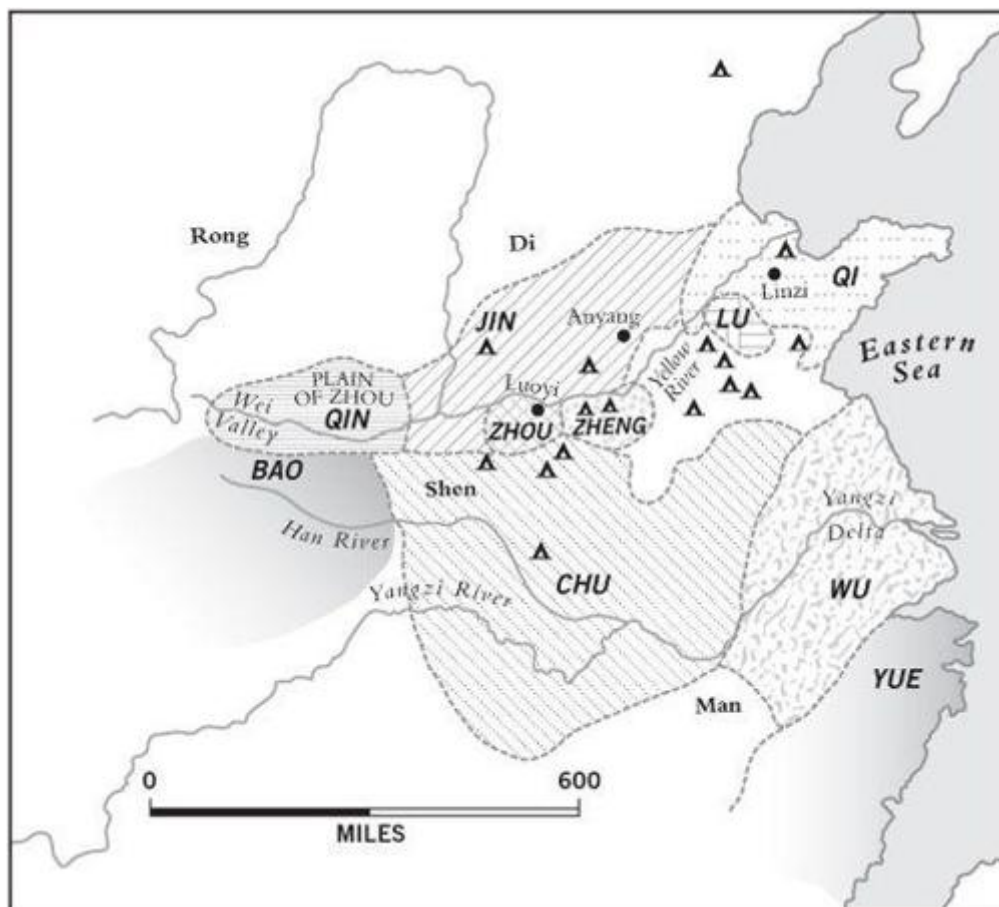 Rong
Di
QI
Linzi
LU
JIN
Anyang
Eastern
Sea
Yellow
River
PLAIN
OF ZHOU
Luoyi
Wei
Valley
QIN
ZHOU
ZHENG
BAO
Shen
Han River
Yangzi
Delta
CHU
WU
Yangzi River
YUE
Man
0
600
MILES